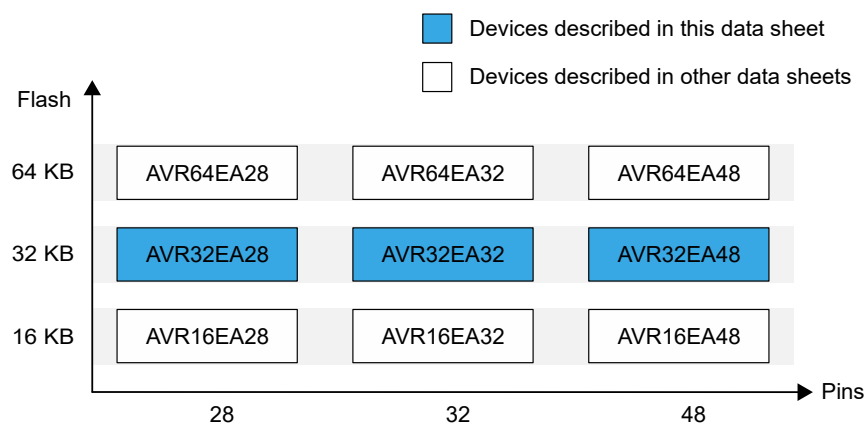 Devices described in this data sheet
Devices described in other data sheets
Flash
64 KB AVR64EA28 AVR64EA32 AVR64EA48
32 KB AVR32EA28 AVR32EA32 AVR32EA48
16 KB AVR16EA28 AVR16EA32 AVR16EA48
Pins
28 32 48